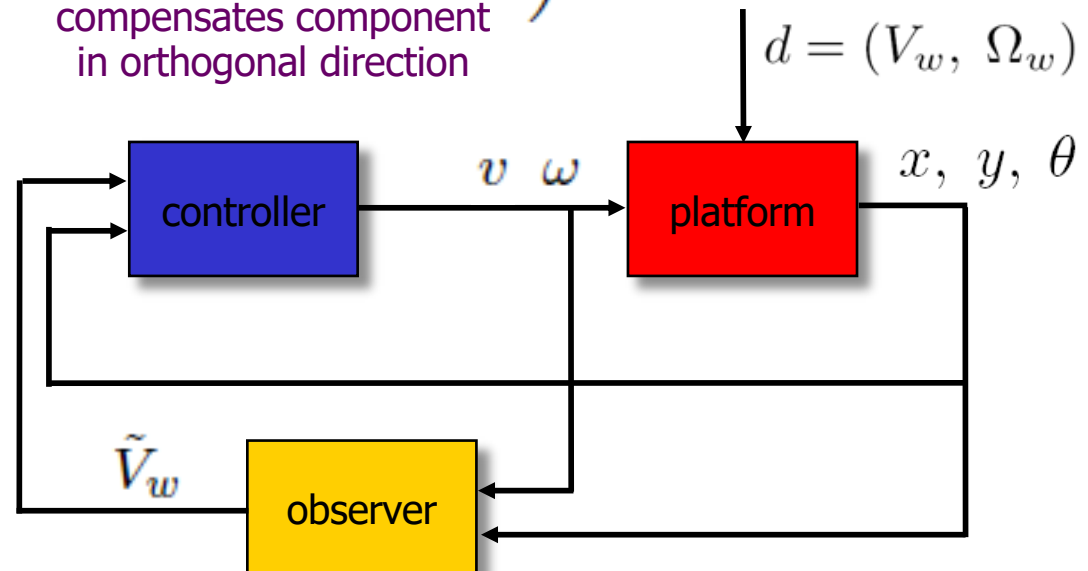 compensates component
in orthogonal direction
)
d = (V_w, Ω_w)
controller
v ω
platform
x, y, θ
Ṽ_w
observer